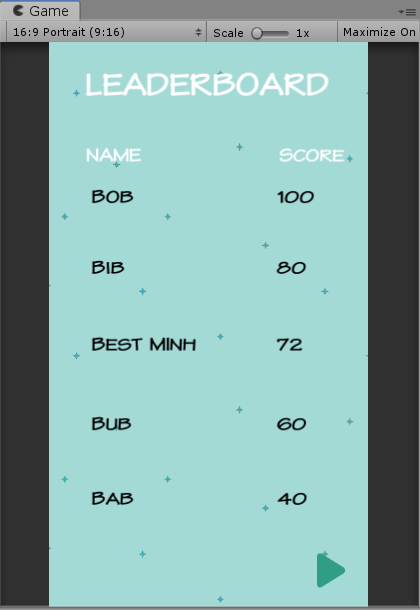 Game
16:9 Portrait (9:16) Scale 1x Maximize On
LEADERBOARD
NAME SCORE
BOB 100
BIB 80
BEST MINH 72
BUB 60
BAB 40